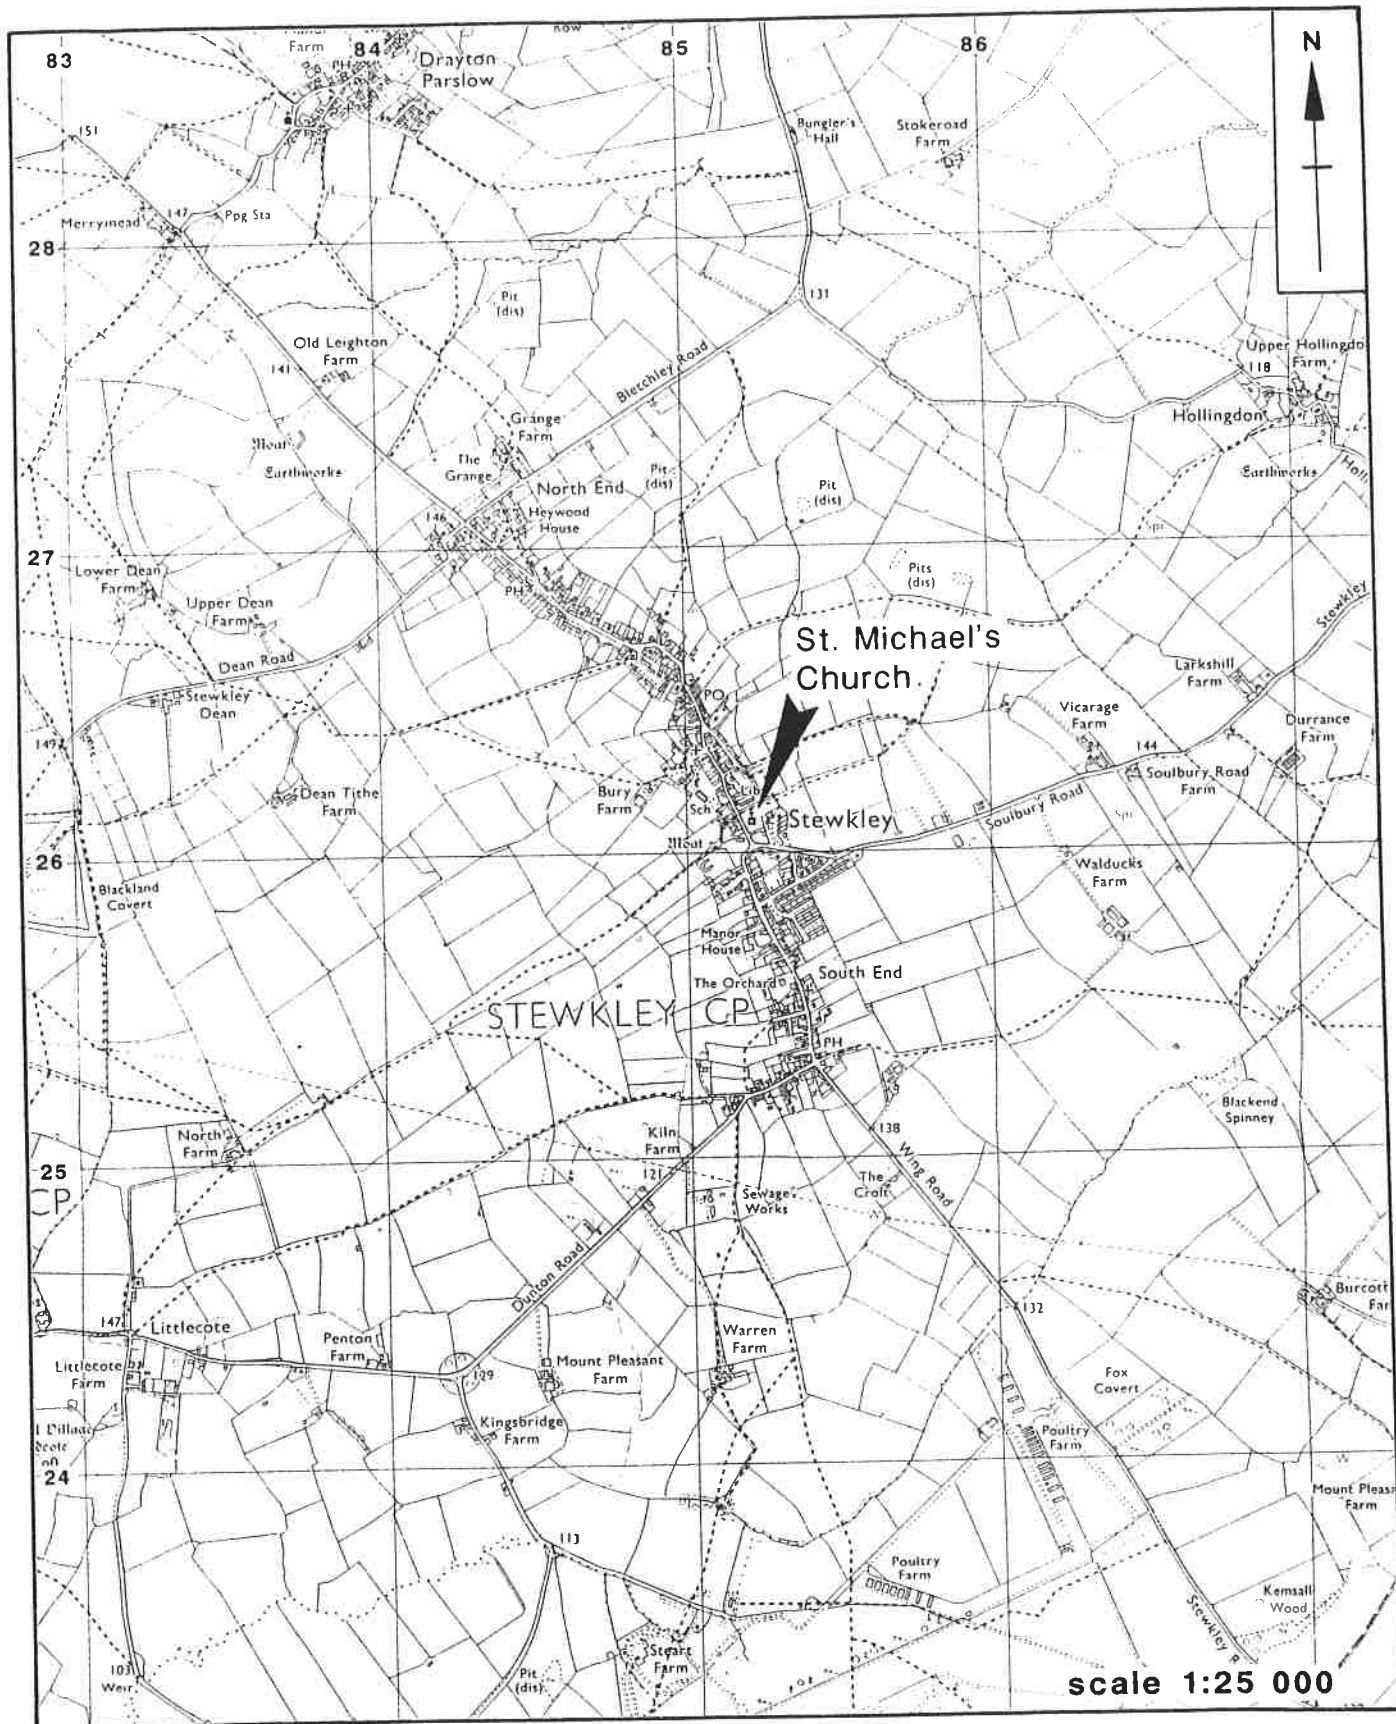 83
84
85
86
N
Farm
PH
Drayton
Parslow
151
Bungler's
Hall
Stokeroad
Farm
Merrymead
147
Ppg Sta
28
Pit
(dis)
131
Old Leighton
Farm
141
Bletchley Road
Upper Hollingdo
Farm
118
Hollingdon
Grange
Farm
Moat
Earthworks
The
Grange
North End
Pit
(dis)
Pit
(dis)
Earthworks
146
Heywood
House
Spr
27
Lower Dean
Farm
Pits
(dis)
Upper Dean
Farm
PH
Stewkley
St. Michael's
Church
Dean Road
Larkshill
Farm
Stewkley
Dean
PO
Vicarage
Farm
Durrance
Farm
149
144
Dean Tithe
Farm
Bury
Farm
Sch
Lib
Stewkley
Soulbury Road
Soulbury Road
Farm
Spr
Moat
26
Walducks
Farm
Blackland
Covert
Manor
House
South End
The Orchard
STEWKLEY CP
PH
Blackend
Spinney
North
Farm
Kiln
Farm
138
25
CP
121
The
Croft
Wing Road
Sewage
Works
Dunton Road
147
Littlecote
132
Burcott
Far
Penton
Farm
Warren
Farm
Littlecote
Farm
129
Mount Pleasant
Farm
Fox
Covert
Kingsbridge
Farm
Poultry
Farm
24
Mount Pleasa
Farm
113
Poultry
Farm
Kemsall
Wood
Stewkley R
Steart
Farm
103
Weir
Pit
(dis)
scale 1:25 000